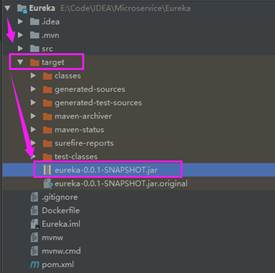 Eureka E:\Code\IDEA\Microservice\Eureka
.idea
.mvn
src
target
classes
generated-sources
generated-test-sources
maven-archiver
maven-status
surefire-reports
test-classes
eureka-0.0.1-SNAPSHOT.jar
eureka-0.0.1-SNAPSHOT.jar.original
.gitignore
Dockerfile
Eureka.iml
mvnw
mvnw.cmd
pom.xml